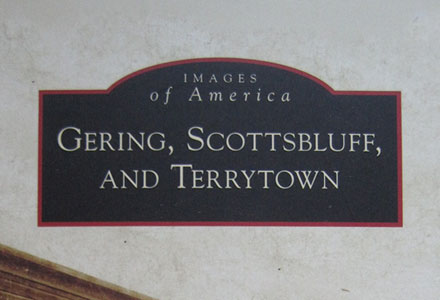 IMAGES
of America
GERING, SCOTTSBLUFF,
AND TERRYTOWN